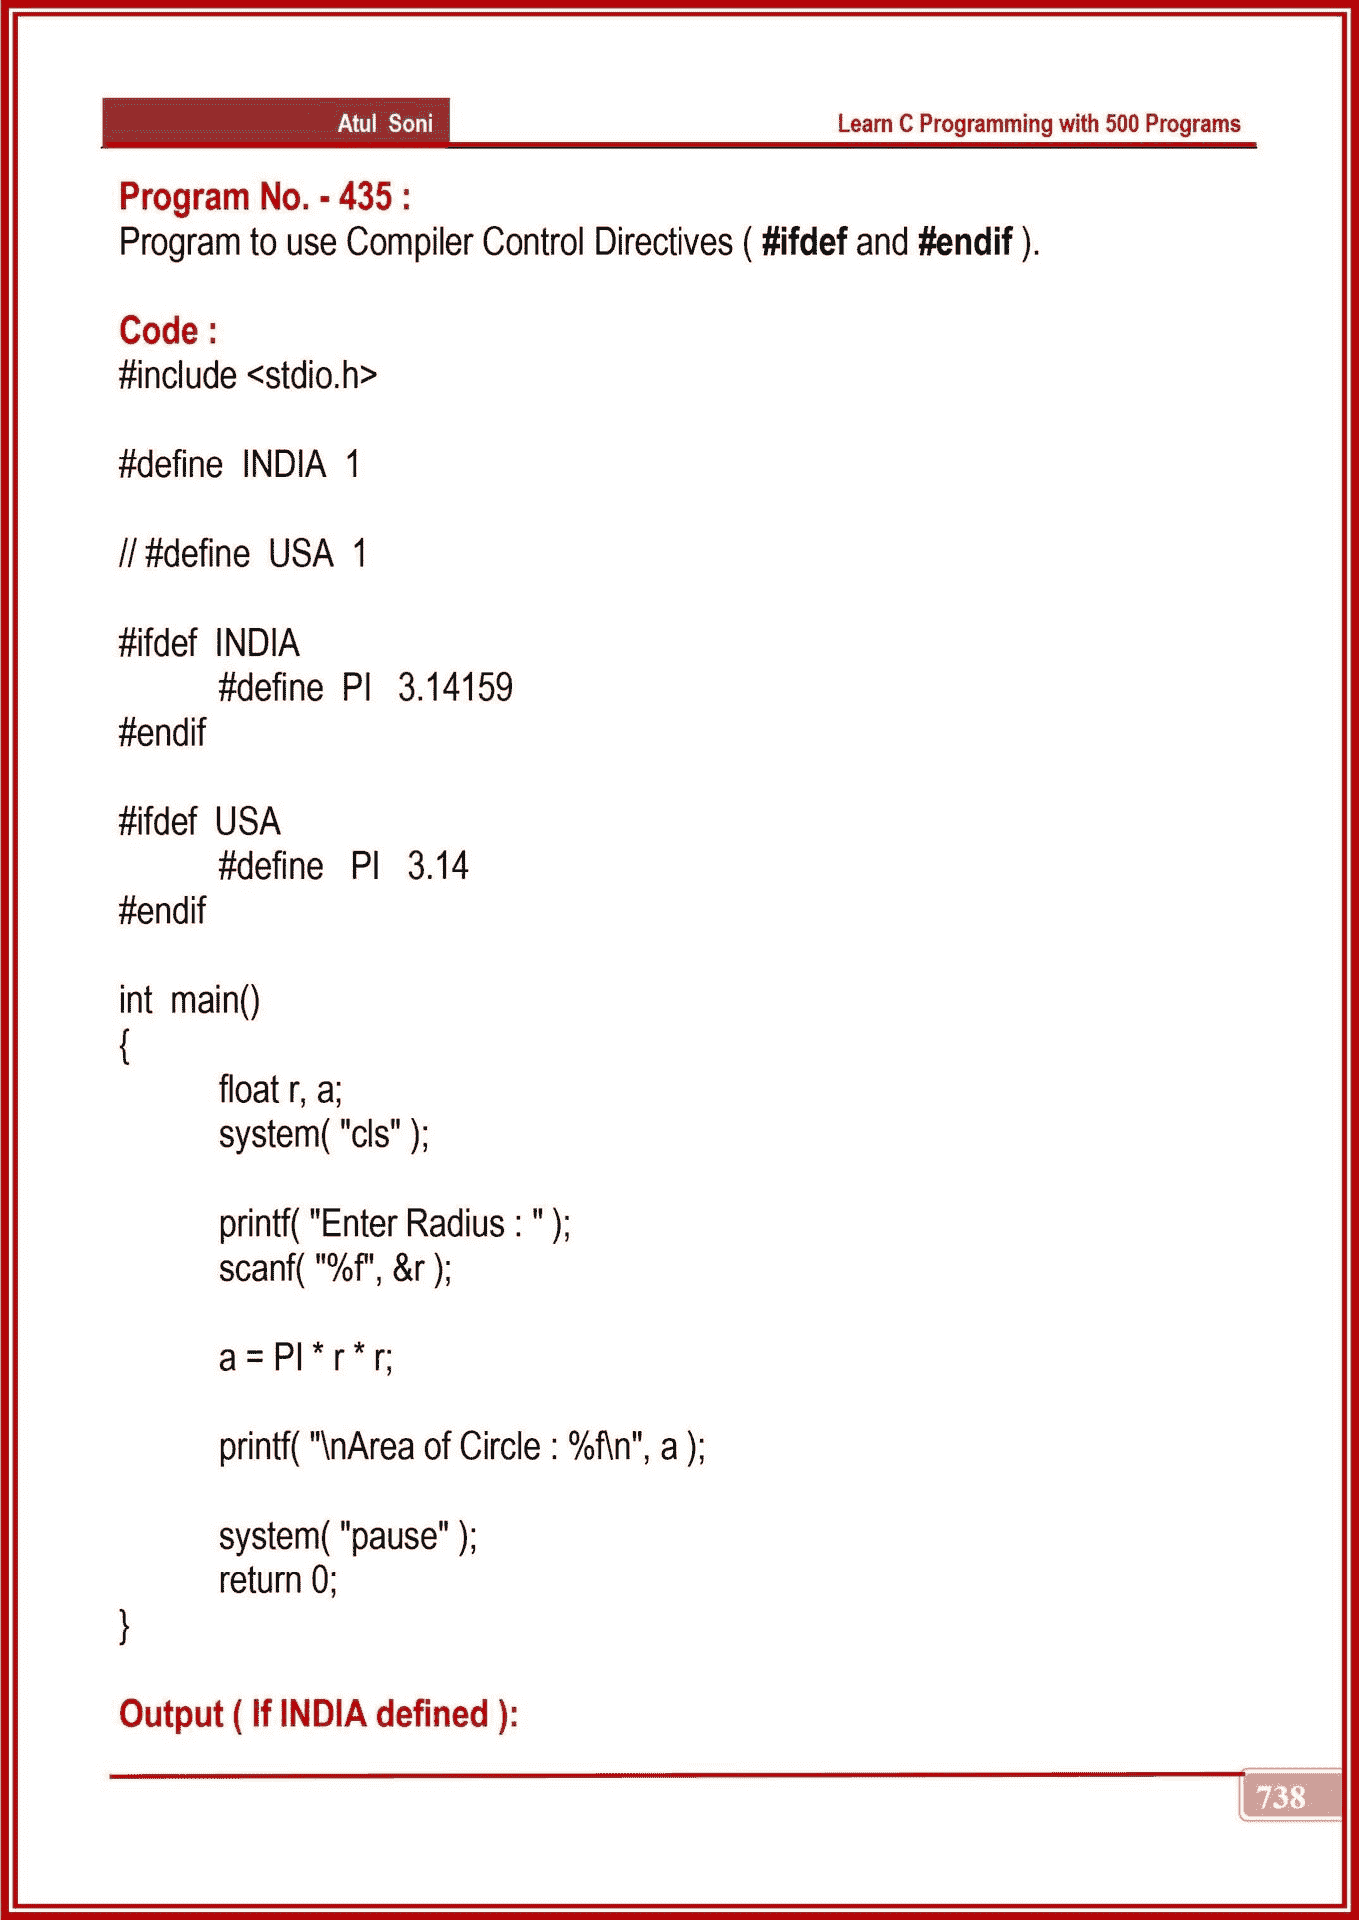 Atul Soni
Learn C Programming with 500 Programs
Program No. - 435 :
Program to use Compiler Control Directives ( #ifdef and #endif ).
Code :
#include <stdio.h>
#define INDIA 1
// #define USA 1
#ifdef INDIA
#define PI 3.14159
#endif
#ifdef USA
#define PI 3.14
#endif
int main()
{
float r, a;
system( "cls" );
printf( "Enter Radius : " );
scanf( "%f", &r );
a = PI * r * r;
printf( "\nArea of Circle : %f\n", a );
system( "pause" );
return 0;
}
Output ( If INDIA defined ):
738